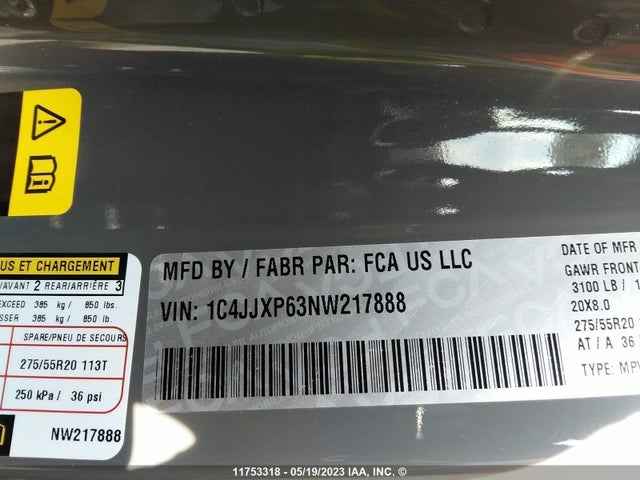 US ET CHARGEMENT
/AVANT 2 REAR/ARRIÈRE 3
EXCEED 385 kg / 850 lbs.
SSER 385 kg / 850 lb.
SPARE/PNEU DE SECOURS
275/55R20 113T
250 kPa / 36 psi
NW217888
MFD BY / FABR PAR: FCA US LLC
VIN: 1C4JJXP63NW217888
DATE OF MFR
GAWR FRONT
3100 LB / 1
20X8.0
275/55R20
AT / A 36
TYPE: MPV
11753318 - 05/19/2023 IAA, INC. ©